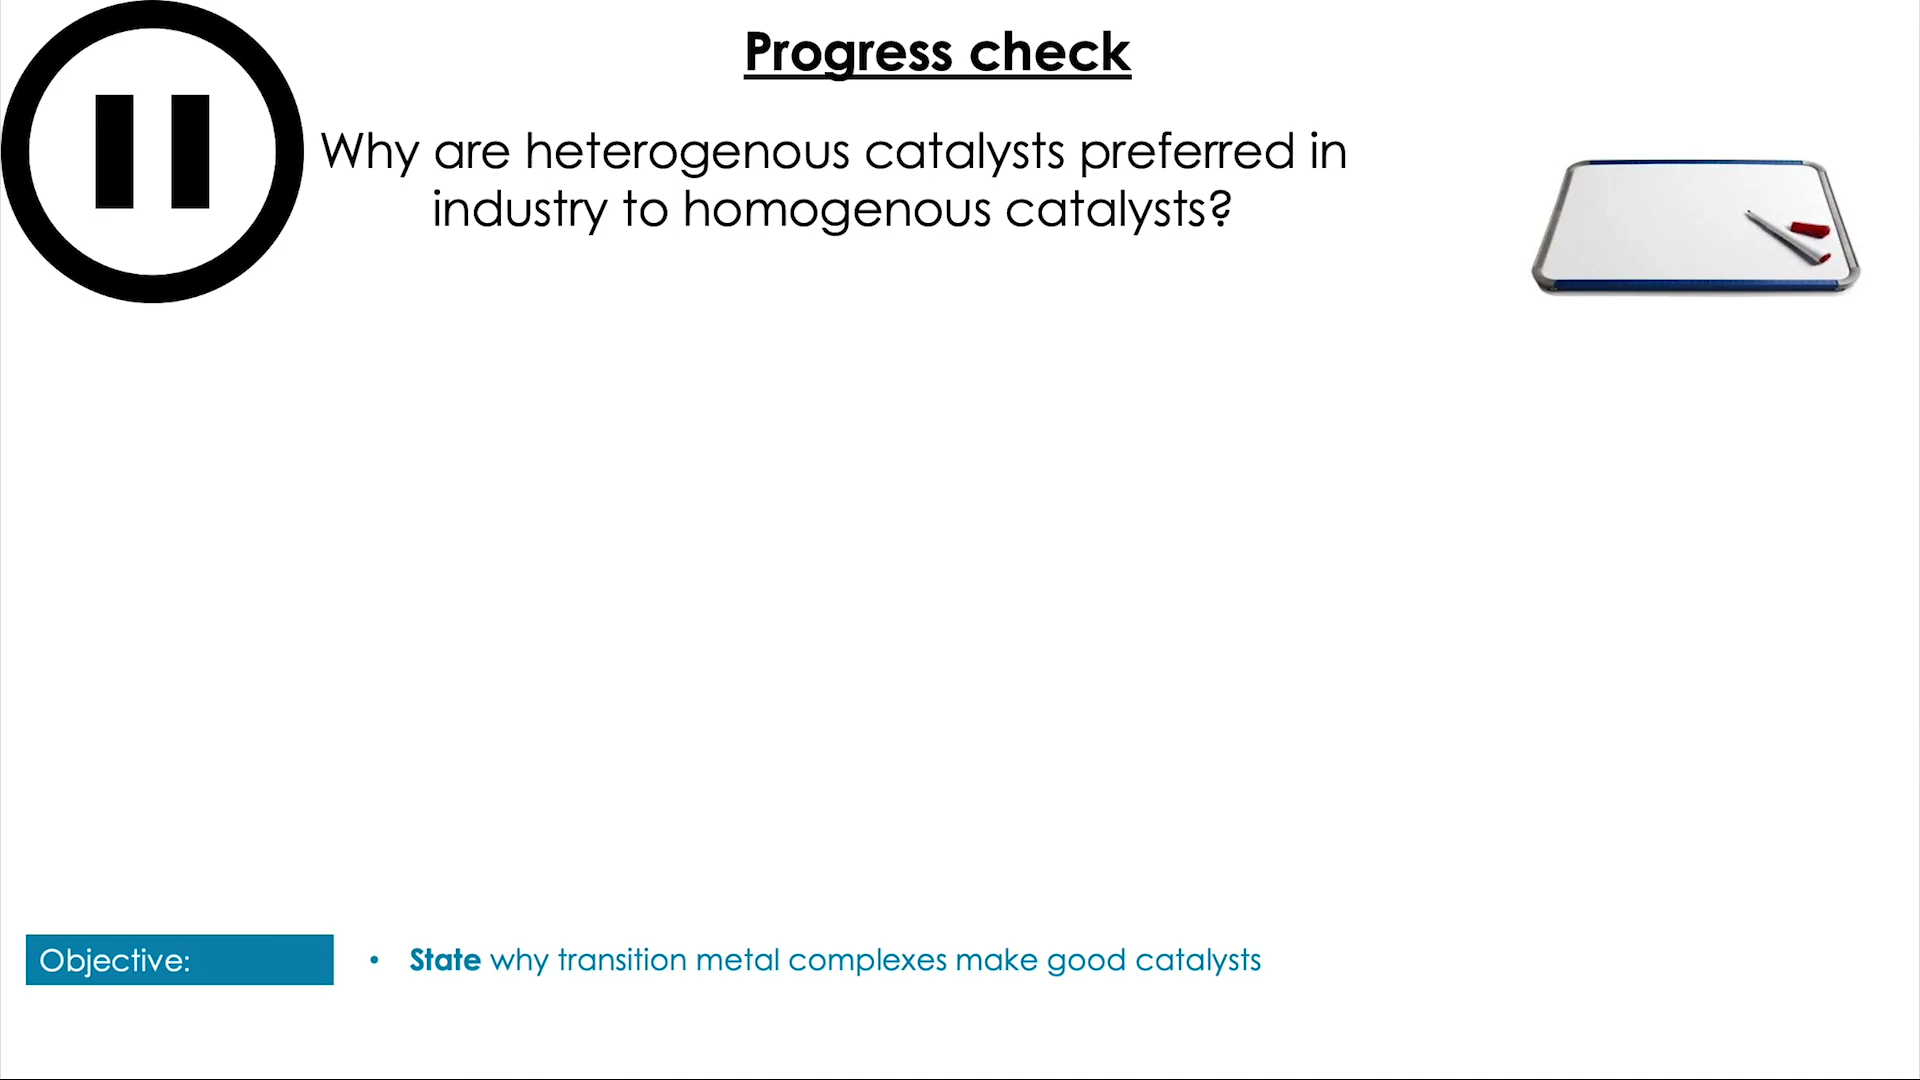 Progress check
Why are heterogenous catalysts preferred in
industry to homogenous catalysts?
Objective:
• State why transition metal complexes make good catalysts